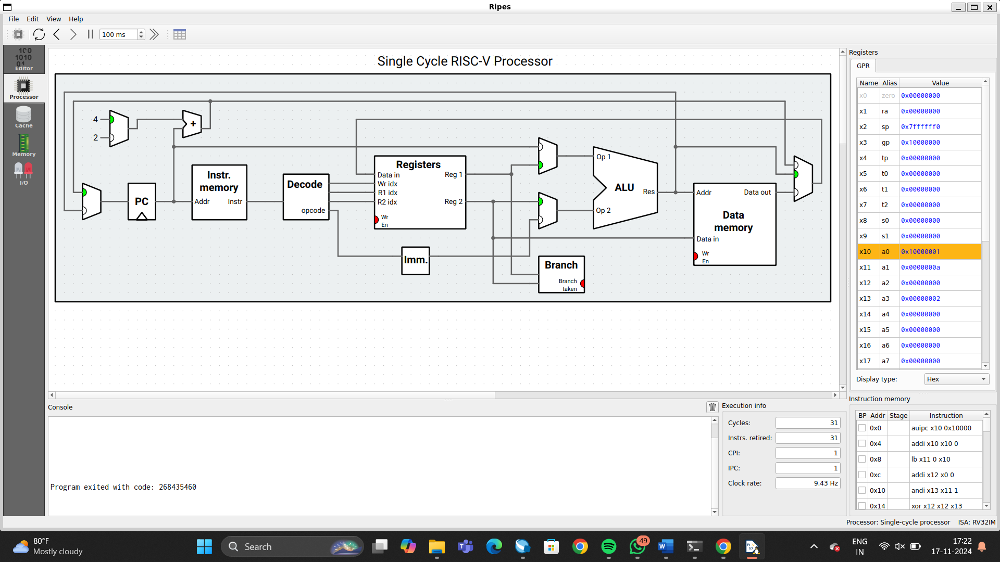 Ripes
File Edit View Help
100 ms
Editor
Processor
Cache
Memory
I/O
Single Cycle RISC-V Processor
4
2
+
PC
Instr. memory
Addr Instr
Decode
opcode
Registers
Data in
Wr idx
R1 idx
R2 idx
Wr En
Reg 1
Reg 2
Imm.
Op 1
Op 2
ALU
Res
Branch
Branch taken
Addr Data out
Data memory
Data in
Wr En
Registers
GPR
Name Alias Value
x0 zero 0x00000000
x1 ra 0x00000000
x2 sp 0x7ffffff0
x3 gp 0x10000000
x4 tp 0x00000000
x5 t0 0x00000000
x6 t1 0x00000000
x7 t2 0x00000000
x8 s0 0x00000000
x9 s1 0x00000000
x10 a0 0x10000001
x11 a1 0x0000000a
x12 a2 0x00000000
x13 a3 0x00000002
x14 a4 0x00000000
x15 a5 0x00000000
x16 a6 0x00000000
x17 a7 0x00000000
Display type: Hex
Console
Program exited with code: 268435460
Execution info
Cycles: 31
Instrs. retired: 31
CPI: 1
IPC: 1
Clock rate: 9.43 Hz
Instruction memory
BP Addr Stage Instruction
0x0 auipc x10 0x10000
0x4 addi x10 x10 0
0x8 lb x11 0 x10
0xc addi x12 x0 0
0x10 andi x13 x11 1
0x14 xor x12 x12 x13
Processor: Single-cycle processor ISA: RV32IM
80°F
Mostly cloudy
Search
49
ENG
IN
17:22
17-11-2024